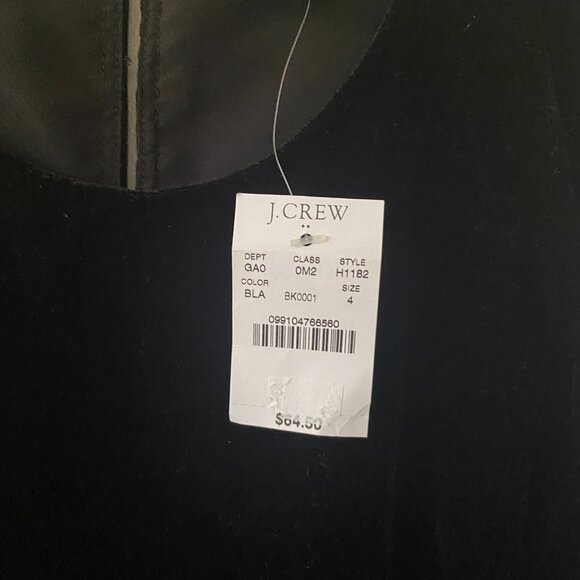 J.CREW
DEPT CLASS STYLE
GA0 0M2 H1182
COLOR SIZE
BLA BK0001 4
099104766560
$64.50